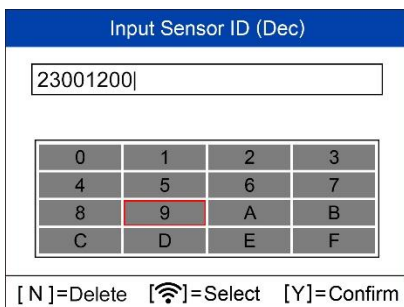 Input Sensor ID (Dec)
23001200
0 1 2 3
4 5 6 7
8 9 A B
C D E F
[ N ]=Delete []=Select [Y]=Confirm